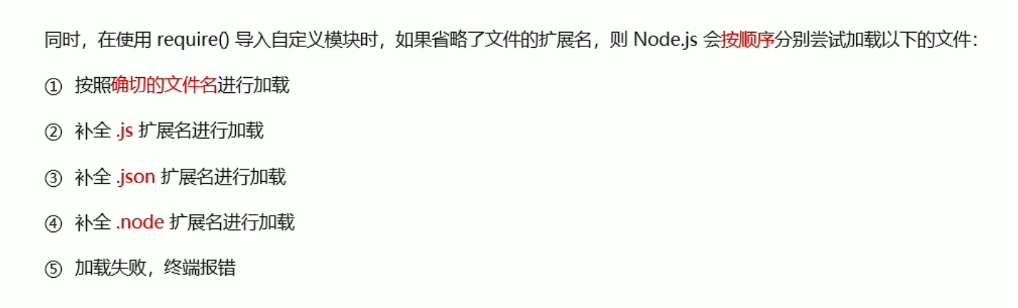 同时，在使用 require() 导入自定义模块时，如果省略了文件的扩展名，则 Node.js 会按顺序分别尝试加载以下的文件：
① 按照确切的文件名进行加载
② 补全 .js 扩展名进行加载
③ 补全 .json 扩展名进行加载
④ 补全 .node 扩展名进行加载
⑤ 加载失败，终端报错